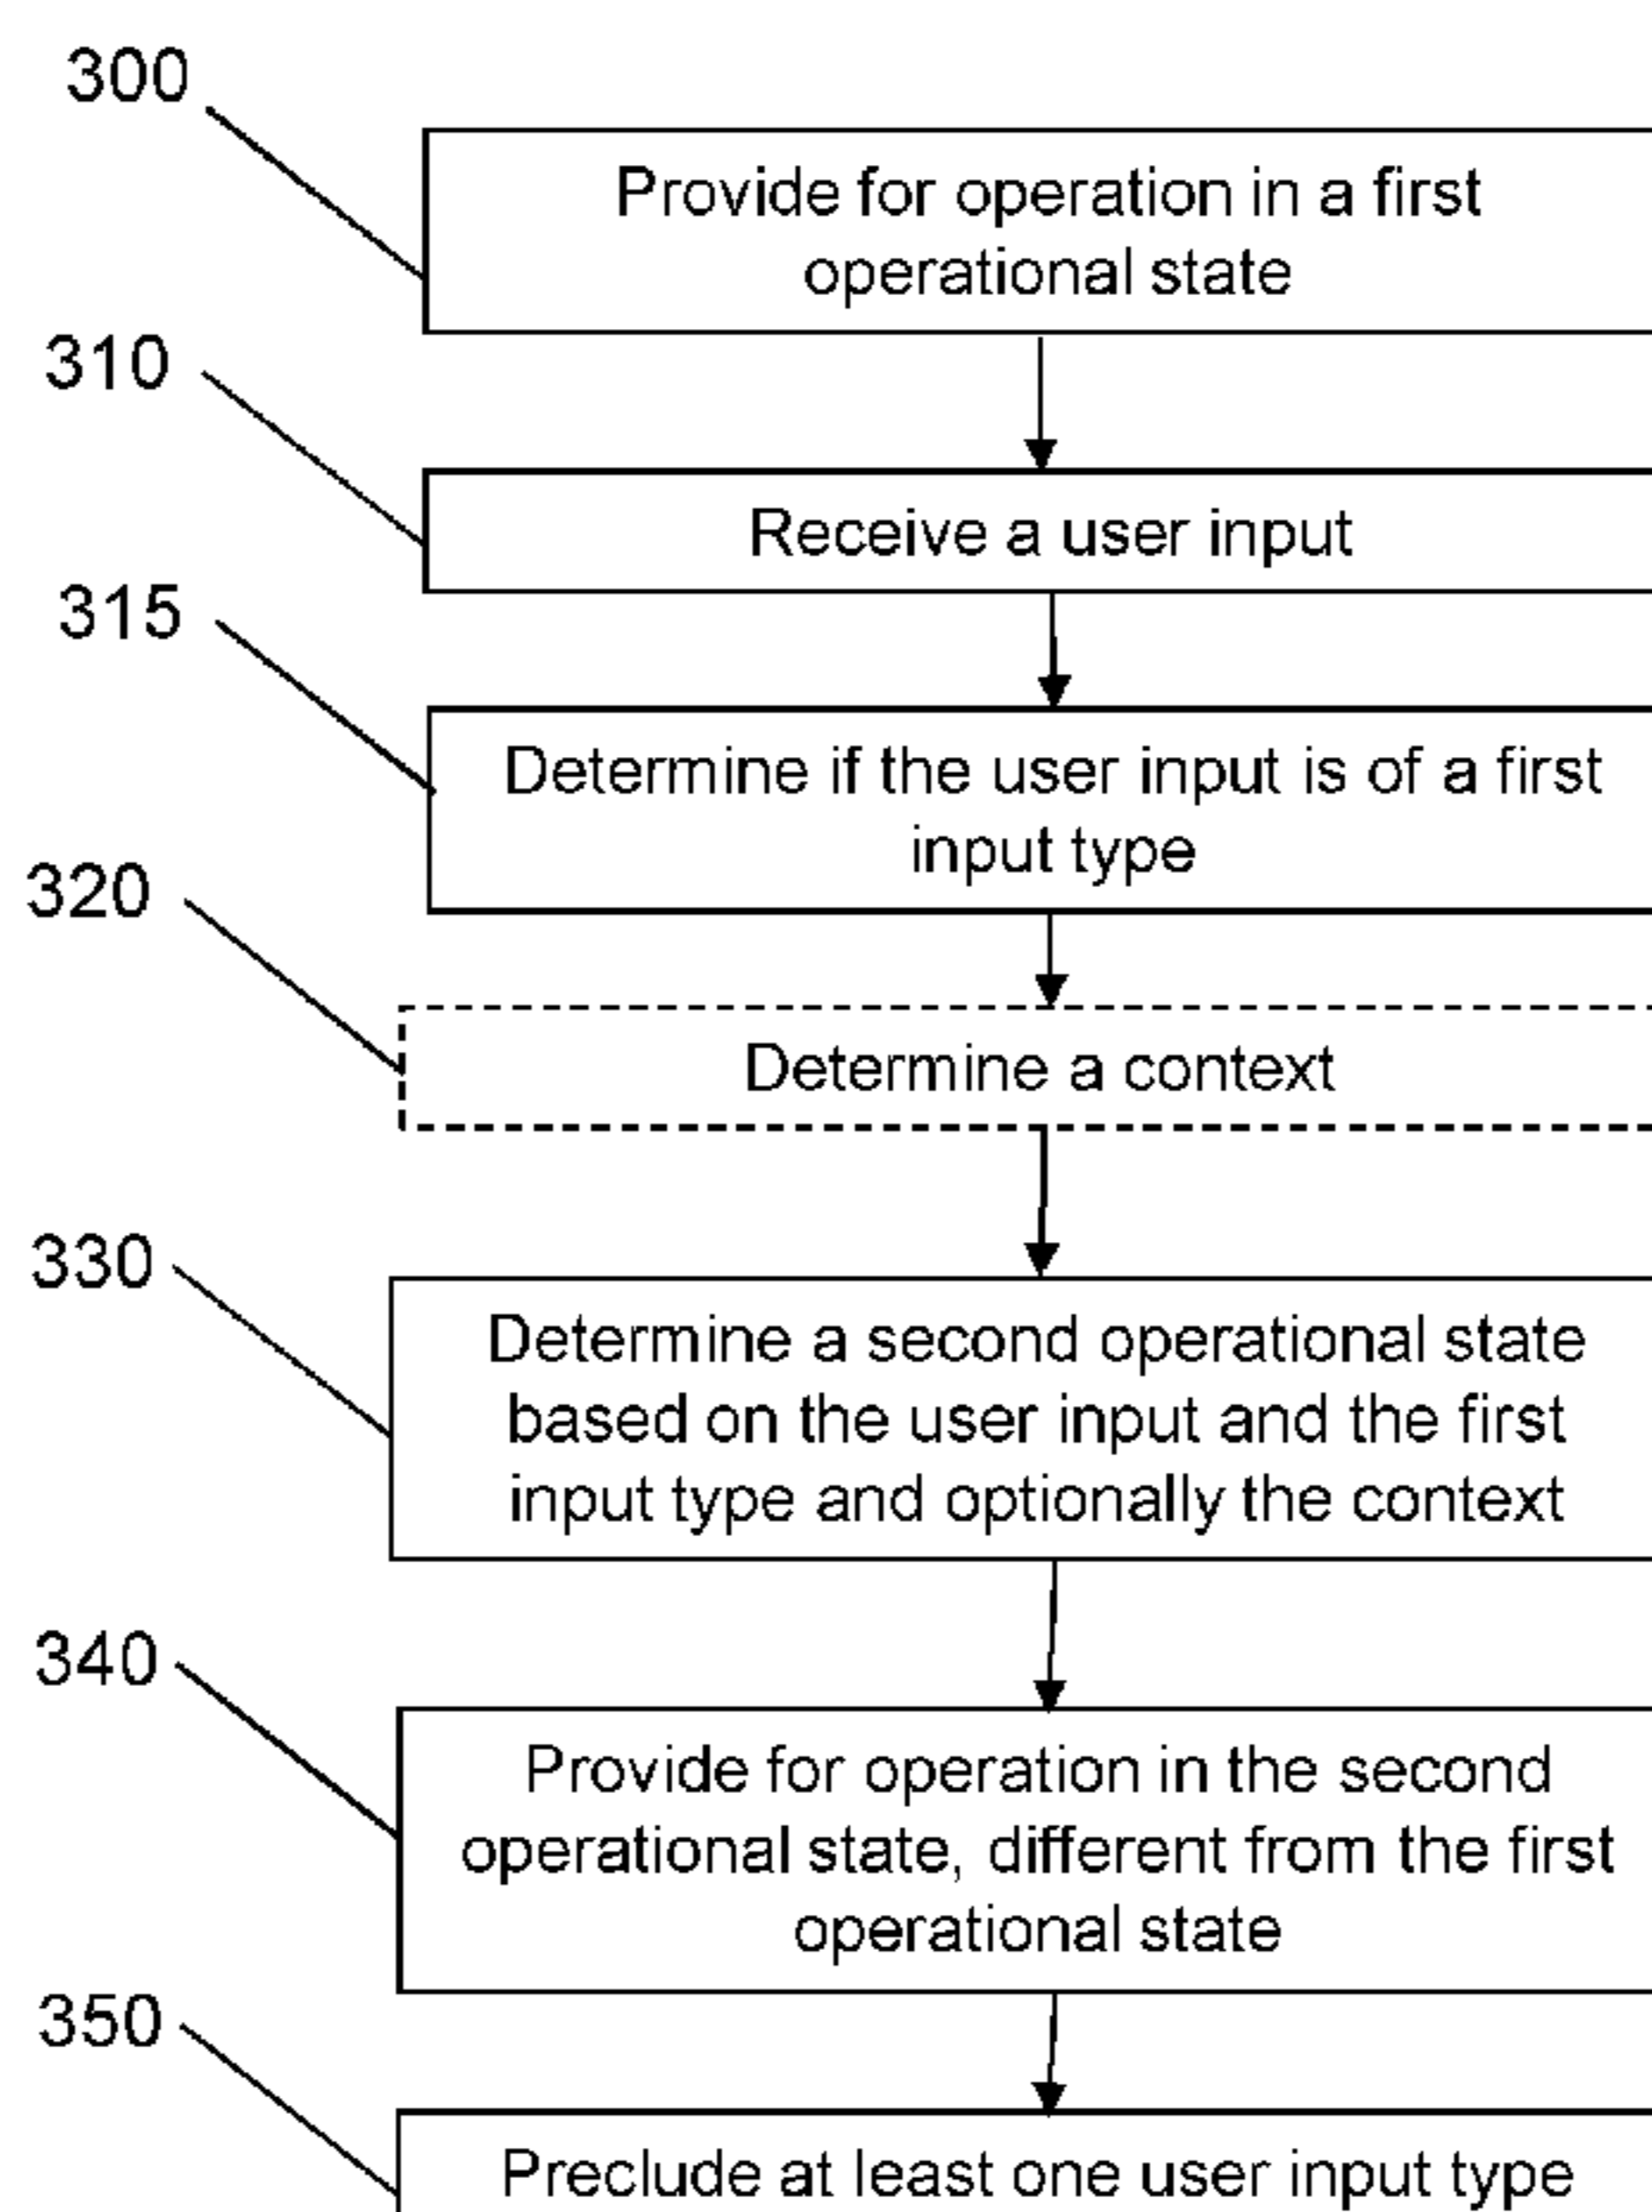 300
Provide for operation in a first
operational state
310
Receive a user input
315
Determine if the user input is of a first
input type
320
Determine a context
330
Determine a second operational state
based on the user input and the first
input type and optionally the context
340
Provide for operation in the second
operational state, different from the first
operational state
350
Preclude at least one user input type